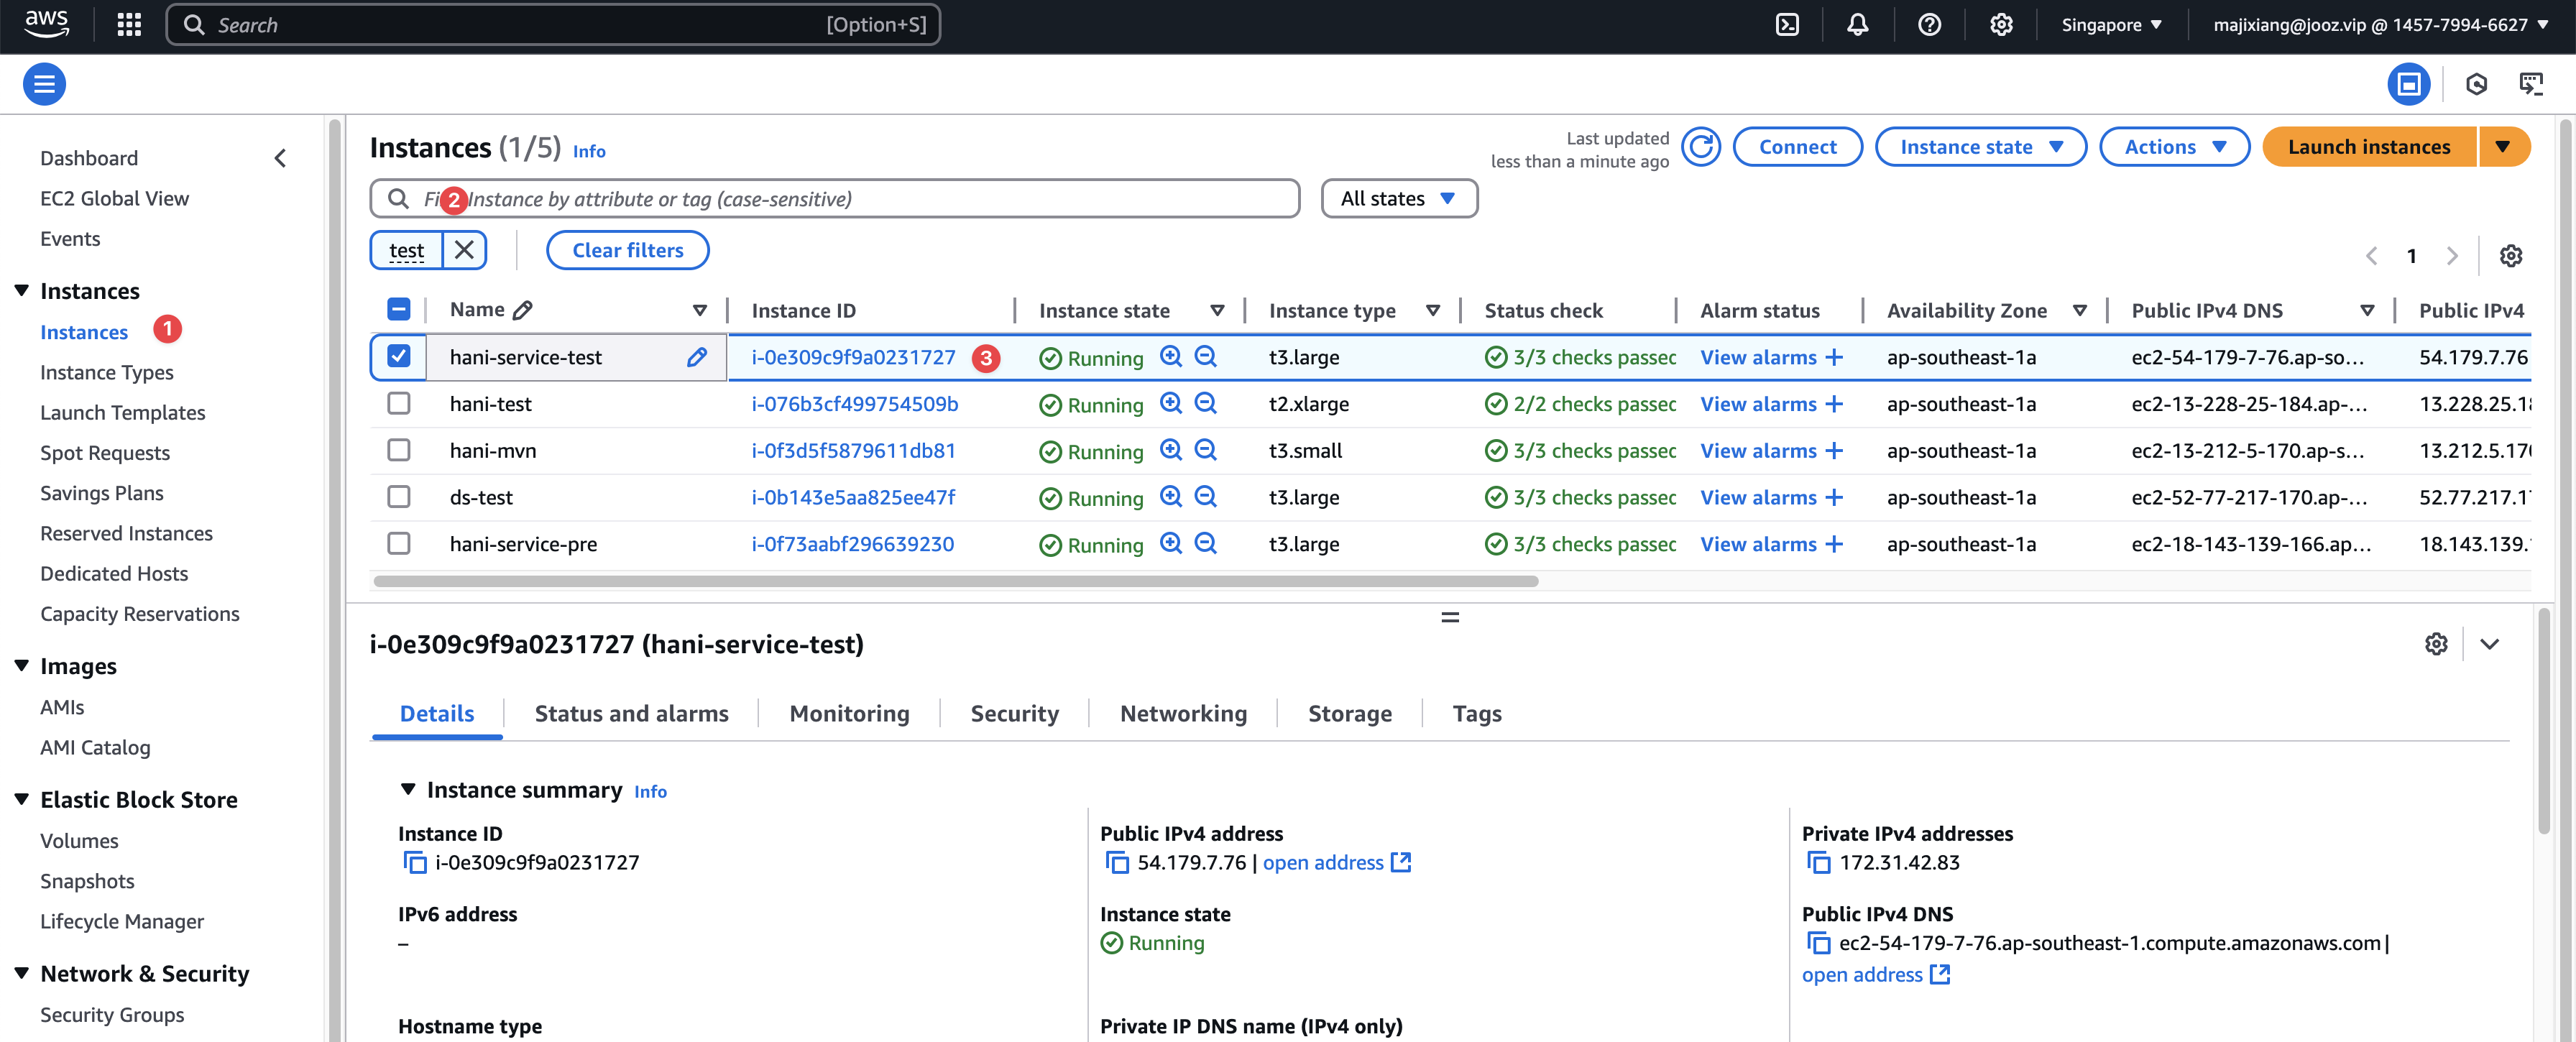 aws
Search [Option+S]
Singapore
majixiang@jooz.vip @ 1457-7994-6627
Dashboard
EC2 Global View
Events
Instances
Instances 1
Instance Types
Launch Templates
Spot Requests
Savings Plans
Reserved Instances
Dedicated Hosts
Capacity Reservations
Images
AMIs
AMI Catalog
Elastic Block Store
Volumes
Snapshots
Lifecycle Manager
Network & Security
Security Groups
Instances (1/5) Info
Last updated
less than a minute ago
Connect
Instance state
Actions
Launch instances
2 Instance by attribute or tag (case-sensitive)
All states
test
Clear filters
1
Name Instance ID Instance state Instance type Status check Alarm status Availability Zone Public IPv4 DNS Public IPv4
hani-service-test i-0e309c9f9a0231727 3 Running t3.large 3/3 checks passed View alarms + ap-southeast-1a ec2-54-179-7-76.ap-so... 54.179.7.76
hani-test i-076b3cf499754509b Running t2.xlarge 2/2 checks passed View alarms + ap-southeast-1a ec2-13-228-25-184.ap-... 13.228.25.18
hani-mvn i-0f3d5f5879611db81 Running t3.small 3/3 checks passed View alarms + ap-southeast-1a ec2-13-212-5-170.ap-s... 13.212.5.170
ds-test i-0b143e5aa825ee47f Running t3.large 3/3 checks passed View alarms + ap-southeast-1a ec2-52-77-217-170.ap-... 52.77.217.1
hani-service-pre i-0f73aabf296639230 Running t3.large 3/3 checks passed View alarms + ap-southeast-1a ec2-18-143-139-166.ap... 18.143.139.
i-0e309c9f9a0231727 (hani-service-test)
Details
Status and alarms
Monitoring
Security
Networking
Storage
Tags
Instance summary Info
Instance ID
i-0e309c9f9a0231727
Public IPv4 address
54.179.7.76 | open address
Private IPv4 addresses
172.31.42.83
IPv6 address
–
Instance state
Running
Public IPv4 DNS
ec2-54-179-7-76.ap-southeast-1.compute.amazonaws.com |
open address
Hostname type
Private IP DNS name (IPv4 only)